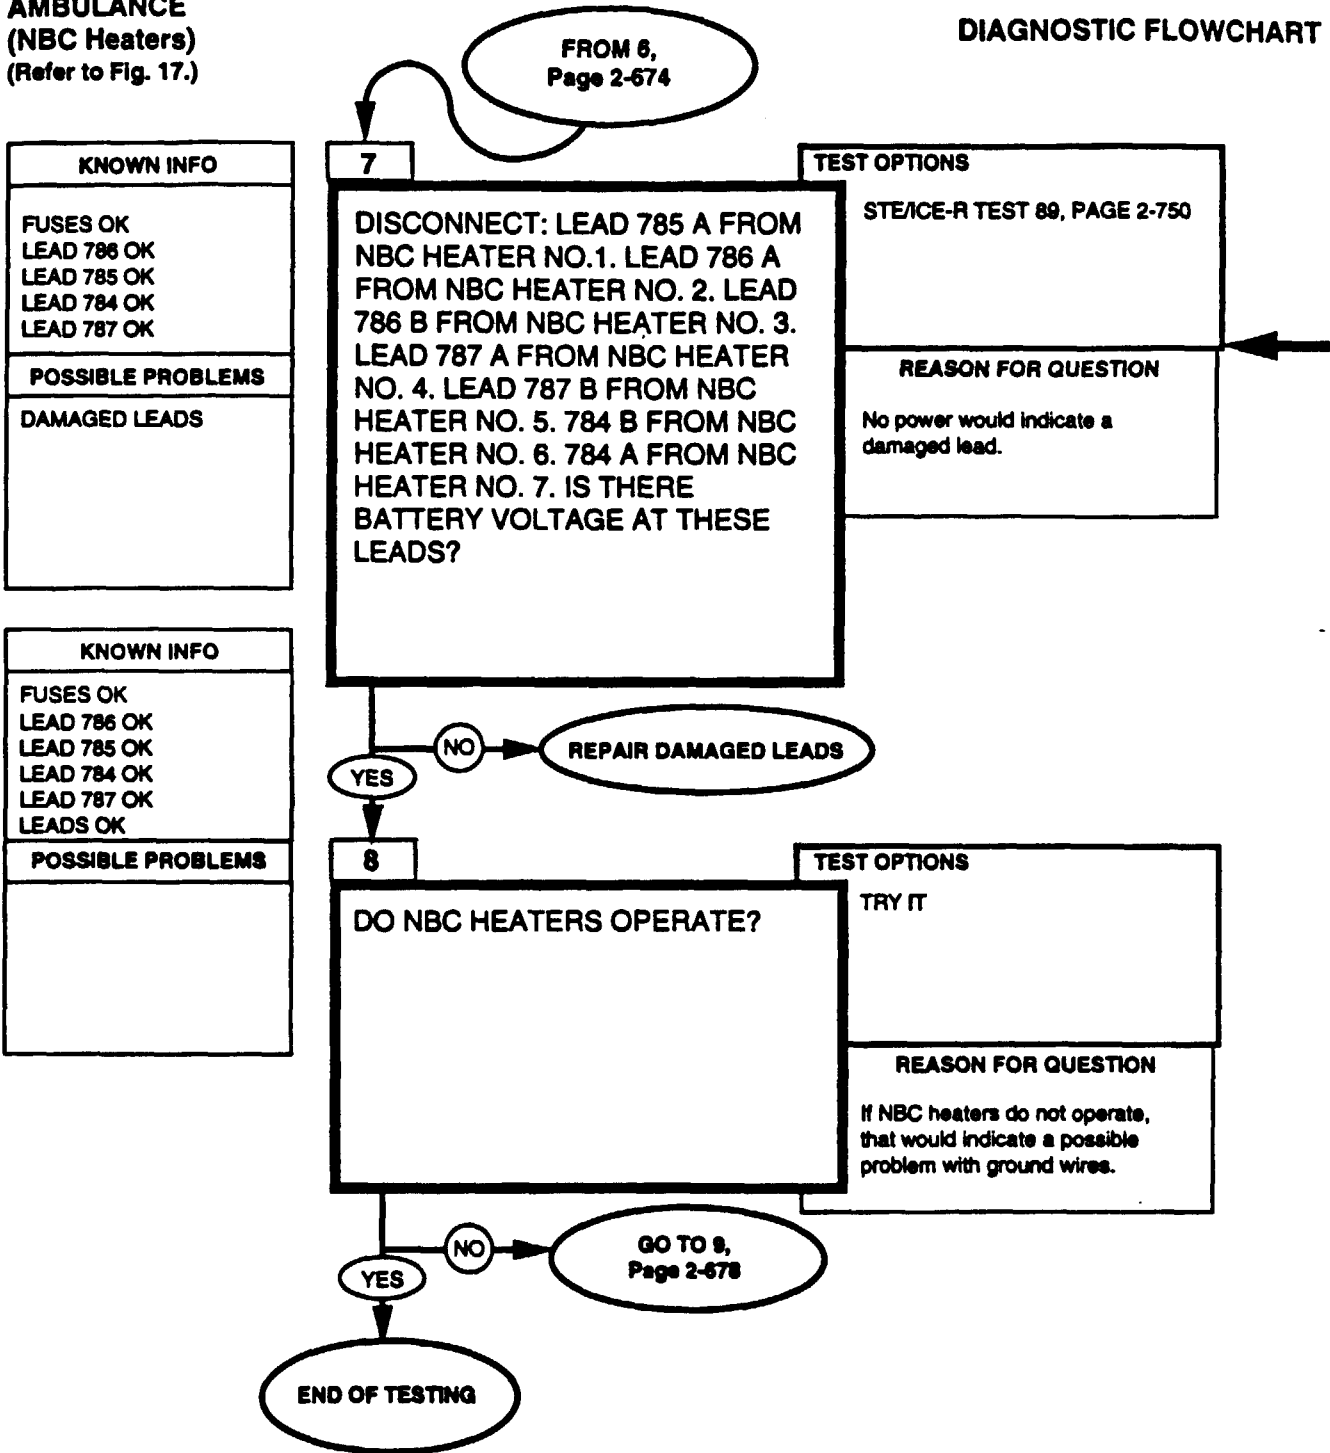 AMBULANCE
(NBC Heaters)
(Refer to Fig. 17.)
DIAGNOSTIC FLOWCHART
FROM 6,
Page 2-674
KNOWN INFO
FUSES OK
LEAD 786 OK
LEAD 785 OK
LEAD 784 OK
LEAD 787 OK
POSSIBLE PROBLEMS
DAMAGED LEADS
7
DISCONNECT: LEAD 785 A FROM
NBC HEATER NO.1. LEAD 786 A
FROM NBC HEATER NO. 2. LEAD
786 B FROM NBC HEATER NO. 3.
LEAD 787 A FROM NBC HEATER
NO. 4. LEAD 787 B FROM NBC
HEATER NO. 5. 784 B FROM NBC
HEATER NO. 6. 784 A FROM NBC
HEATER NO. 7. IS THERE
BATTERY VOLTAGE AT THESE
LEADS?
TEST OPTIONS
STE/ICE-R TEST 89, PAGE 2-750
REASON FOR QUESTION
No power would indicate a
damaged lead.
NO
REPAIR DAMAGED LEADS
YES
KNOWN INFO
FUSES OK
LEAD 786 OK
LEAD 785 OK
LEAD 784 OK
LEAD 787 OK
LEADS OK
POSSIBLE PROBLEMS
8
DO NBC HEATERS OPERATE?
TEST OPTIONS
TRY IT
REASON FOR QUESTION
If NBC heaters do not operate,
that would indicate a possible
problem with ground wires.
NO
GO TO 9,
Page 2-678
YES
END OF TESTING